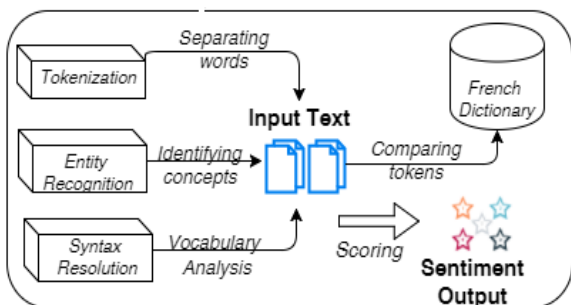 Tokenization
Separating
words
Input Text
French
Dictionary
Entity
Recognition
Identifying
concepts
Comparing
tokens
Syntax
Resolution
Vocabulary
Analysis
Scoring
Sentiment
Output